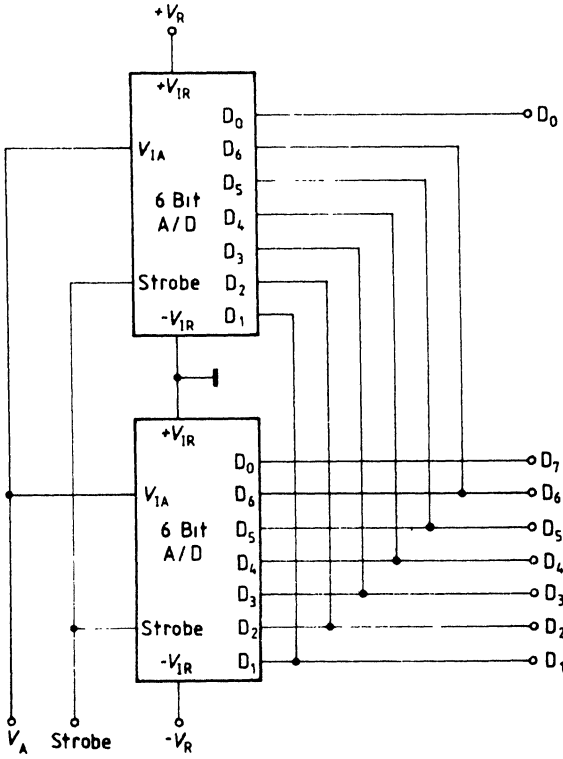 +V_R
+V_IR
D_0 D_0
V_IA D_6
D_5
6 Bit
A/D D_4
D_3
Strobe D_2
-V_IR D_1
+V_IR
D_0 D_7
V_IA D_6 D_6
6 Bit D_5 D_5
A/D D_4 D_4
D_3 D_3
Strobe D_2 D_2
-V_IR D_1 D_1
V_A Strobe -V_R